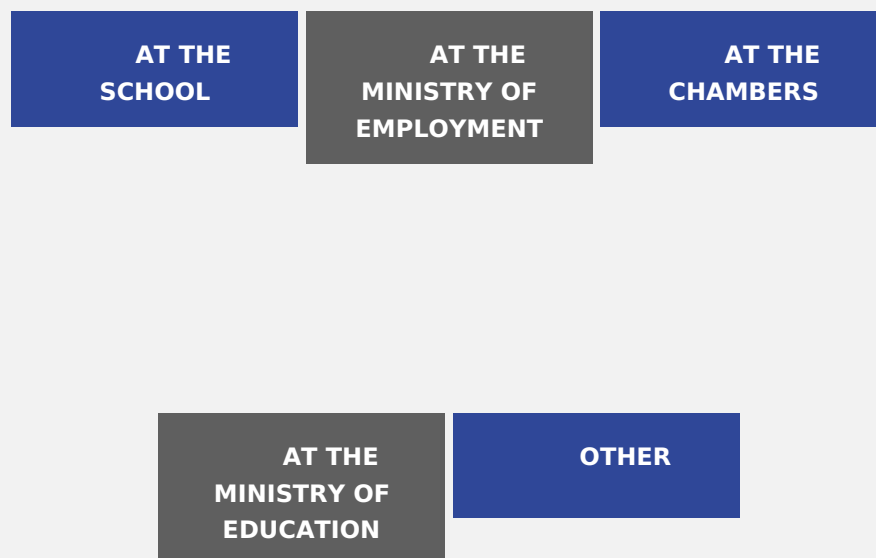 AT THE
SCHOOL
AT THE
MINISTRY OF
EMPLOYMENT
AT THE
CHAMBERS
AT THE
MINISTRY OF
EDUCATION
OTHER